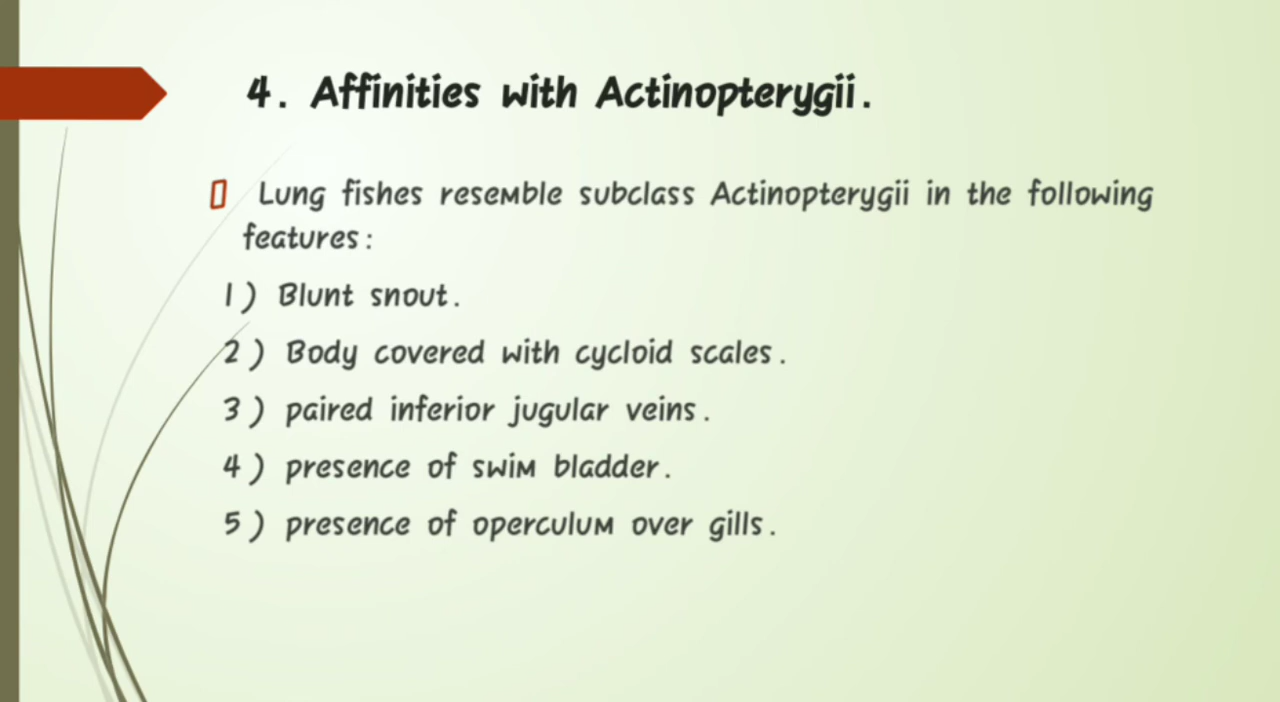 4. Affinities with Actinopterygii.
Lung fishes resemble subclass Actinopterygii in the following
features:
1) Blunt snout.
2) Body covered with cycloid scales.
3) paired inferior jugular veins.
4) presence of swim bladder.
5) presence of operculum over gills.